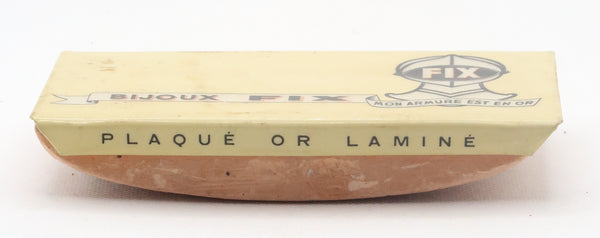 FIX
BIJOUX FIX
MON ARMURE EST EN OR
PLAQUÉ OR LAMINÉ